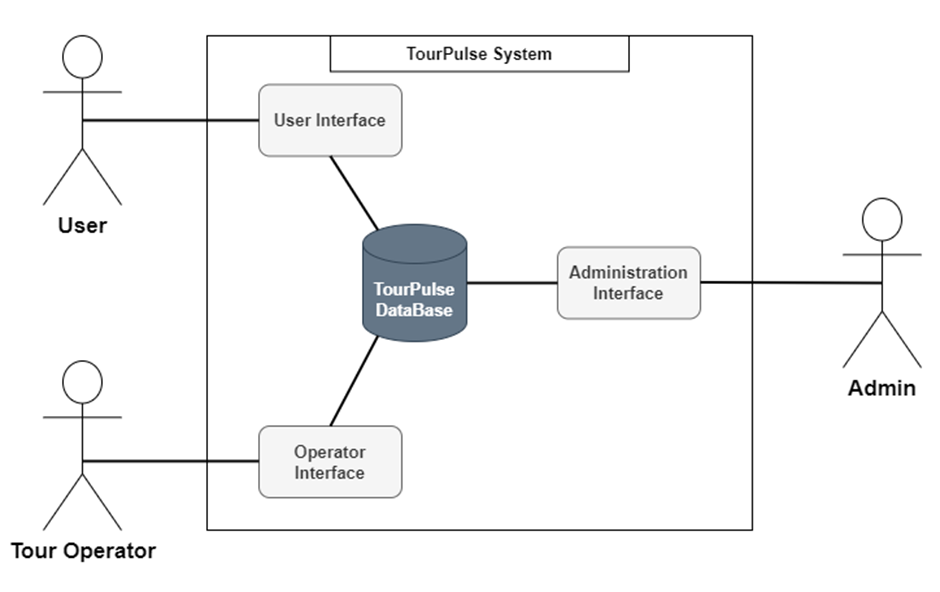 TourPulse System
User Interface
User
TourPulse
DataBase
Administration
Interface
Admin
Operator
Interface
Tour Operator